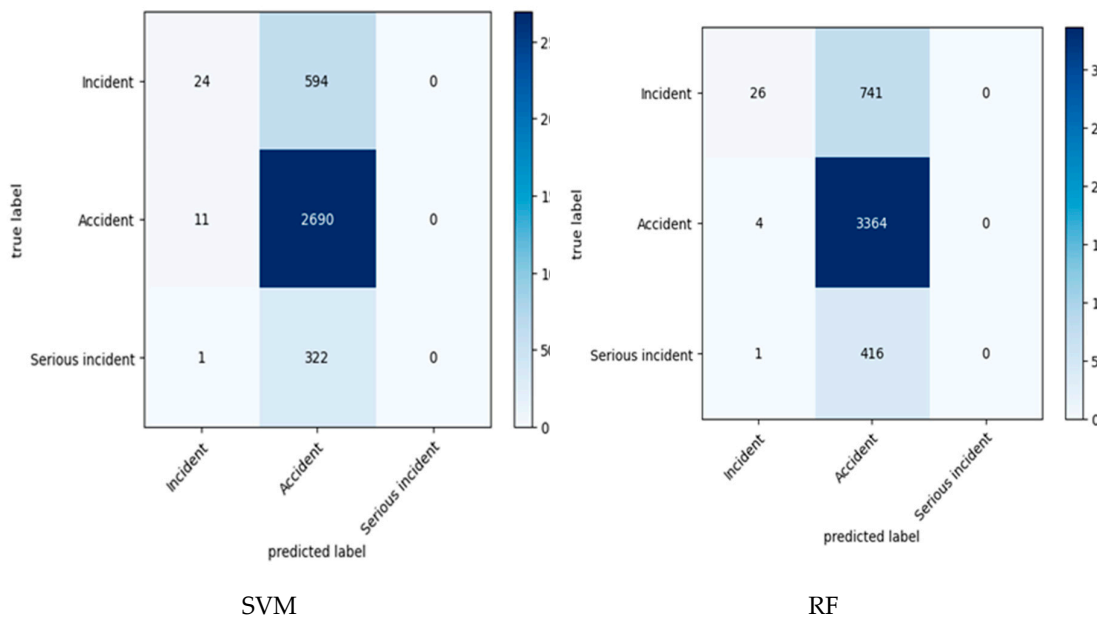 Incident 24 594 0
Accident 11 2690 0
Serious incident 1 322 0
true label
Incident
Accident
Serious incident
predicted label
0
SVM
Incident 26 741 0
Accident 4 3364 0
Serious incident 1 416 0
true label
Incident
Accident
Serious incident
predicted label
0
RF